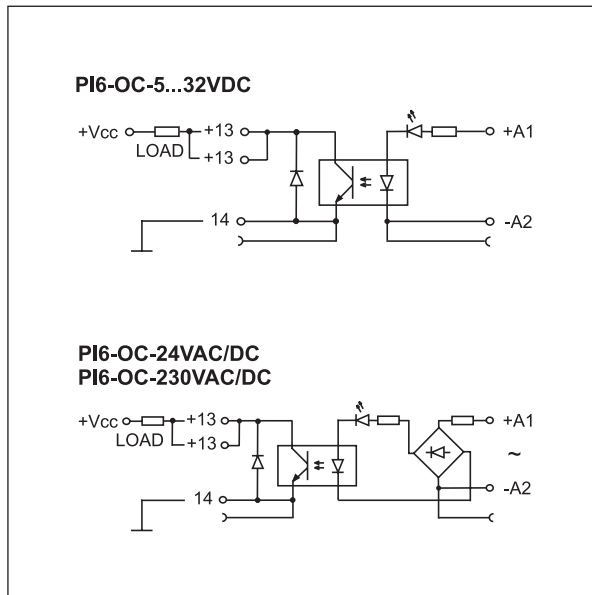 PI6-OC-5...32VDC
+Vcc
LOAD
+13
+13
+A1
14
-A2
PI6-OC-24VAC/DC
PI6-OC-230VAC/DC
+Vcc
LOAD
+13
+13
+A1
~
14
-A2